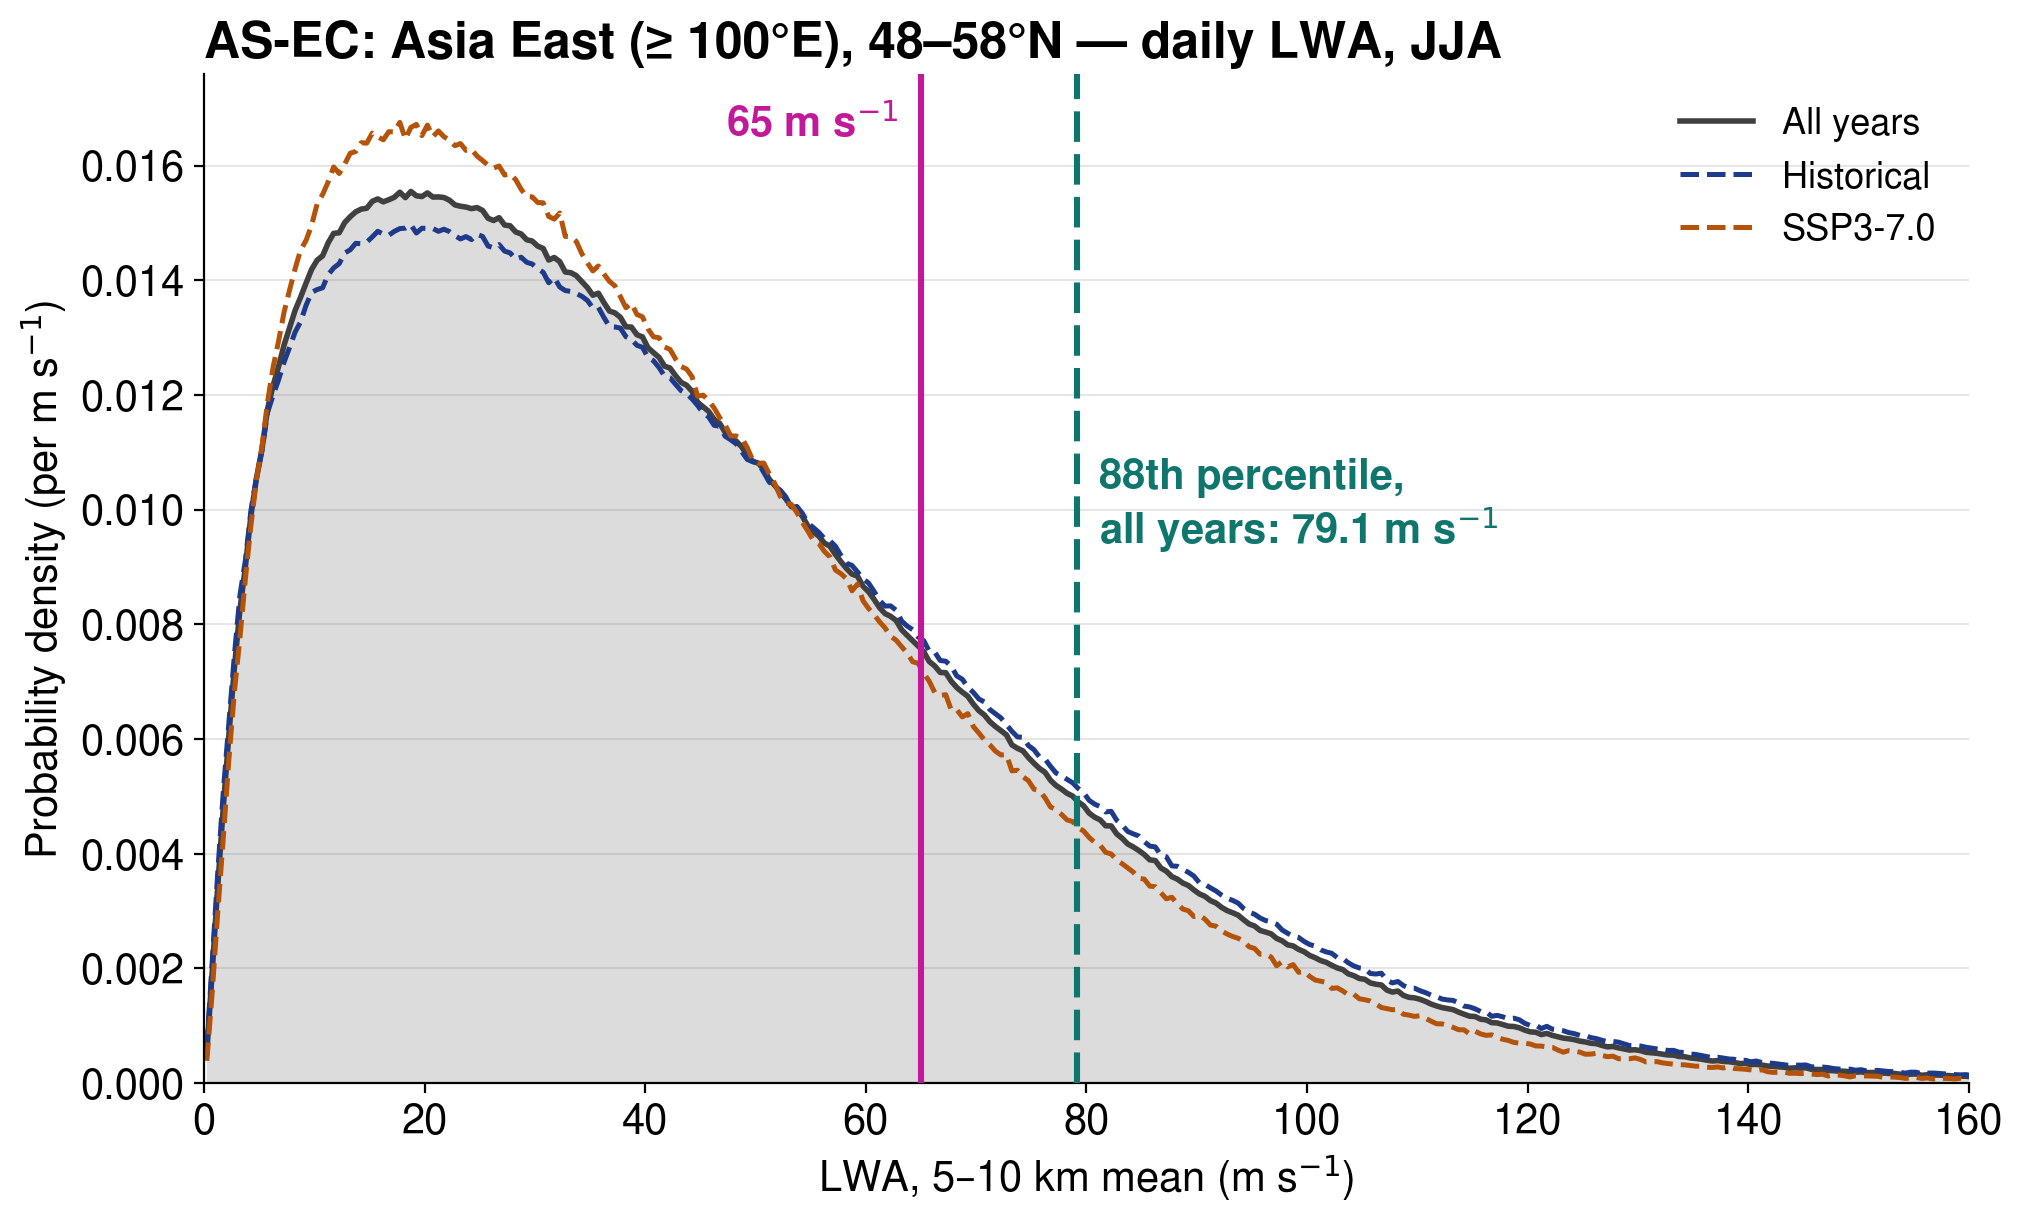 AS-EC: Asia East (≥ 100°E), 48–58°N — daily LWA, JJA
65 m s⁻¹
All years
Historical
SSP3-7.0
88th percentile,
all years: 79.1 m s⁻¹
Probability density (per m s⁻¹)
0.016
0.014
0.012
0.010
0.008
0.006
0.004
0.002
0.000
0 20 40 60 80 100 120 140 160
LWA, 5–10 km mean (m s⁻¹)